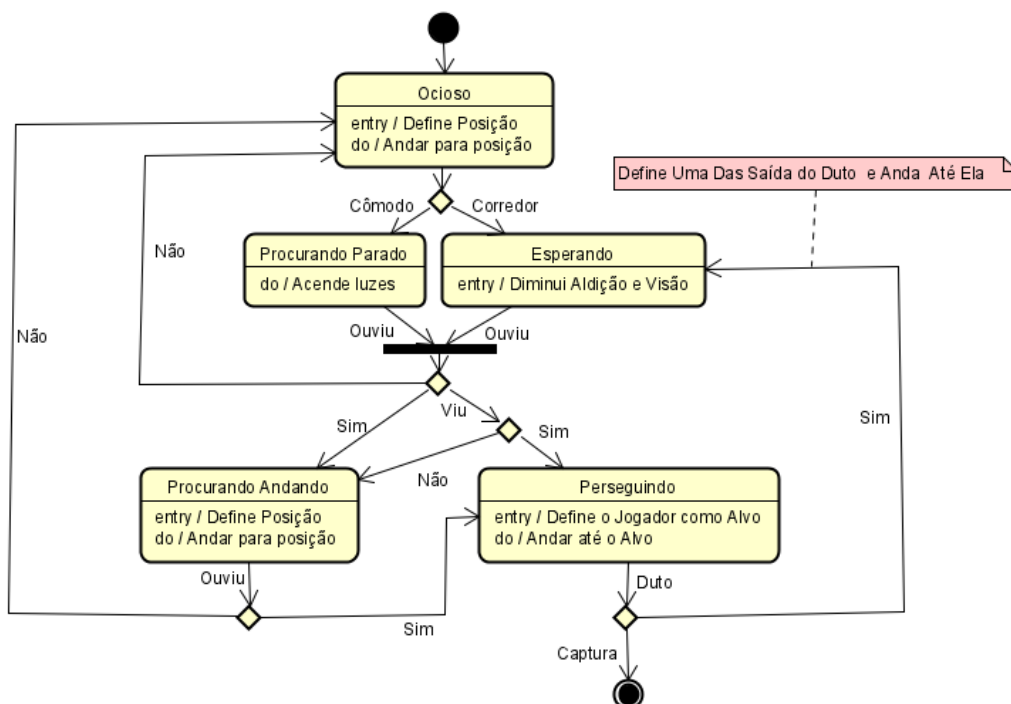 Ocioso
entry / Define Posição
do / Andar para posição
Define Uma Das Saída do Duto e Anda Até Ela
Cômodo
Corredor
Não
Procurando Parado
do / Acende luzes
Esperando
entry / Diminui Aldição e Visão
Não
Ouviu
Ouviu
Viu
Sim
Sim
Sim
Não
Procurando Andando
entry / Define Posição
do / Andar para posição
Perseguindo
entry / Define o Jogador como Alvo
do / Andar até o Alvo
Ouviu
Duto
Sim
Captura